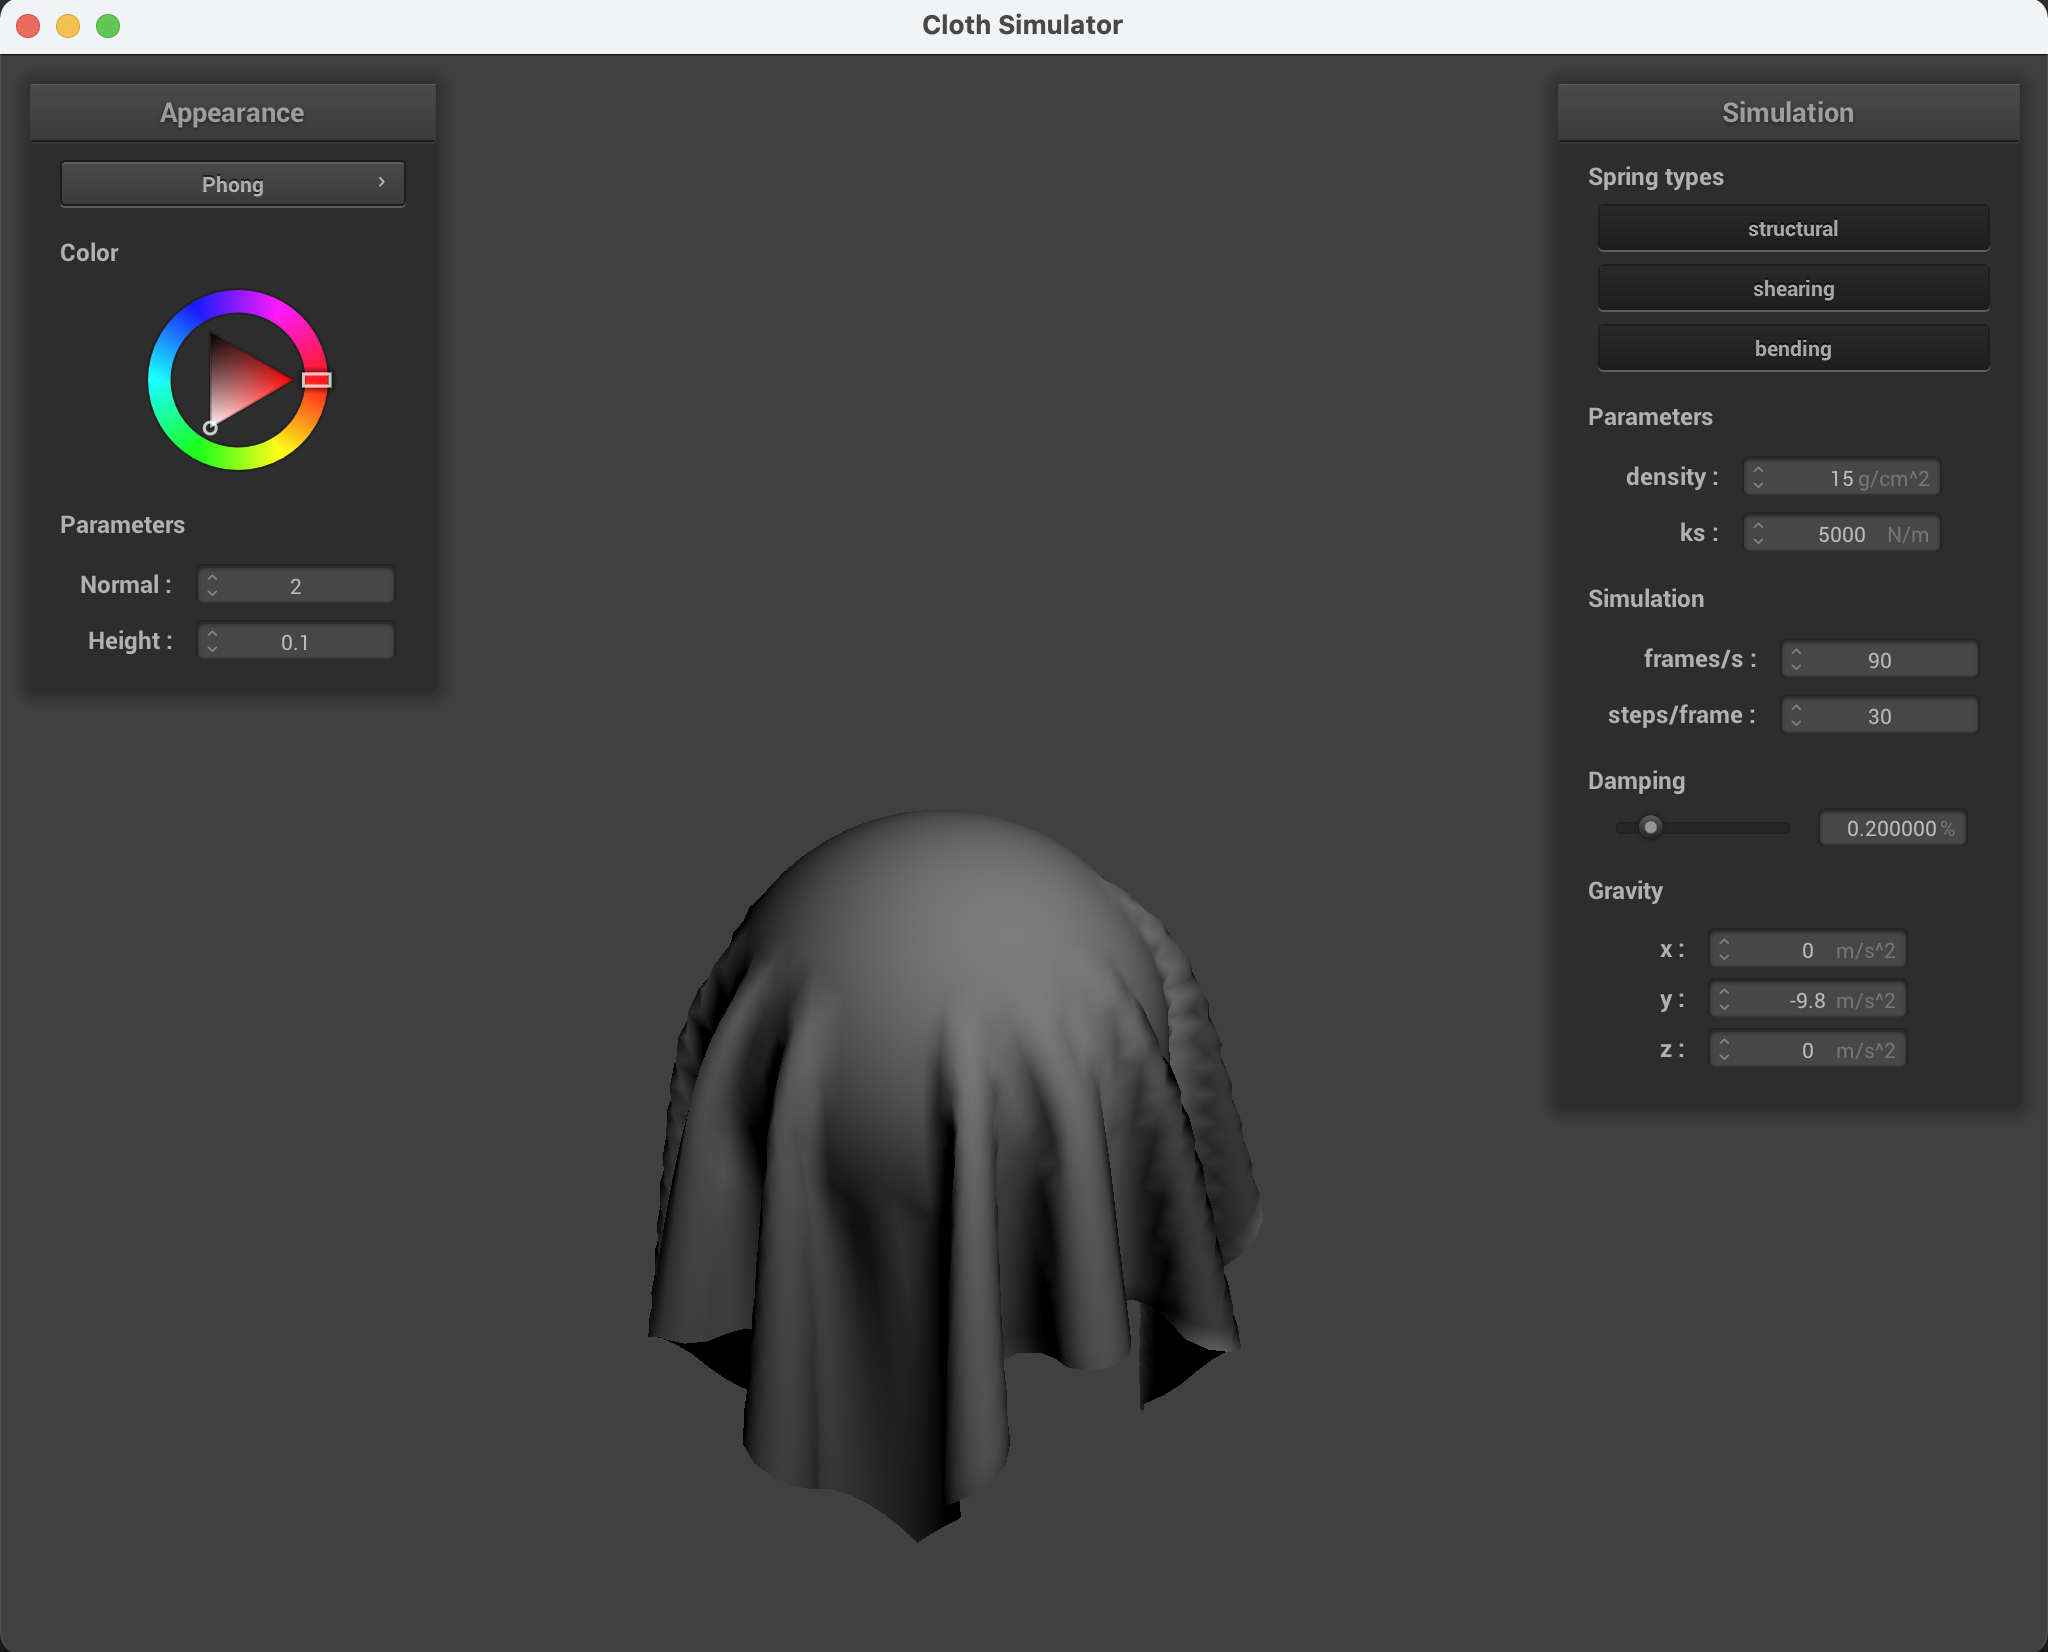 Cloth Simulator
Appearance
Phong ›
Color
Parameters
Normal : 2
Height : 0.1
Simulation
Spring types
structural
shearing
bending
Parameters
density : 15 g/cm^2
ks : 5000 N/m
Simulation
frames/s : 90
steps/frame : 30
Damping
0.200000 %
Gravity
x : 0 m/s^2
y : -9.8 m/s^2
z : 0 m/s^2